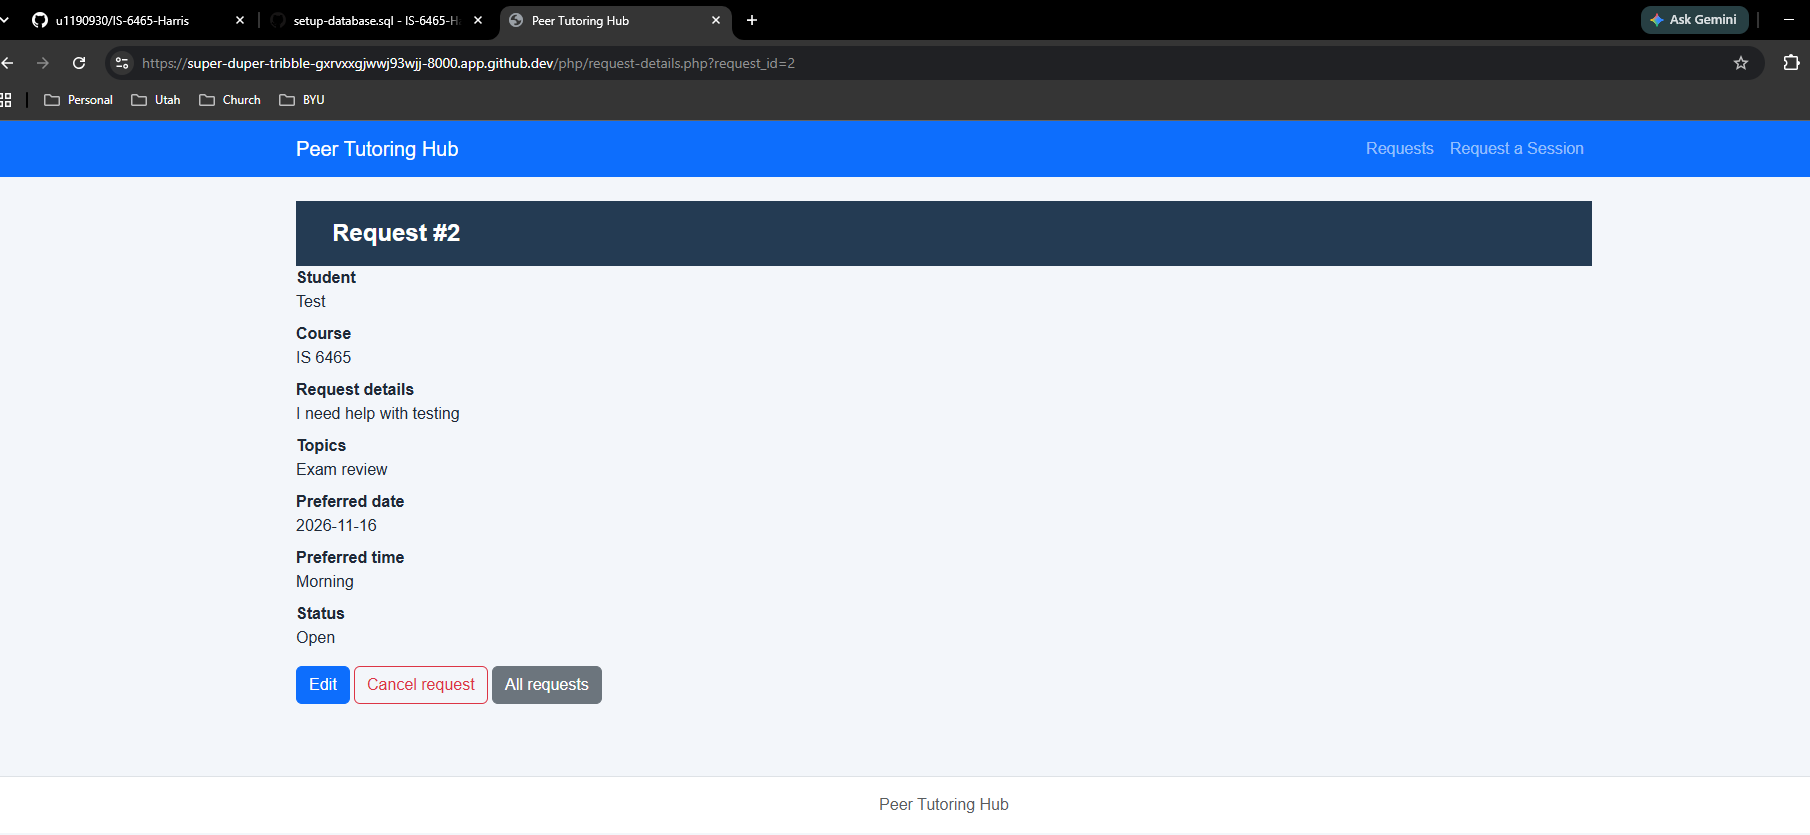 u1190930/IS-6465-Harris
setup-database.sql - IS-6465-H
Peer Tutoring Hub
Ask Gemini
https://super-duper-tribble-gxrvxxgjwwj93wjj-8000.app.github.dev/php/request-details.php?request_id=2
Personal
Utah
Church
BYU
Peer Tutoring Hub
Requests
Request a Session
Request #2
Student
Test
Course
IS 6465
Request details
I need help with testing
Topics
Exam review
Preferred date
2026-11-16
Preferred time
Morning
Status
Open
Edit
Cancel request
All requests
Peer Tutoring Hub